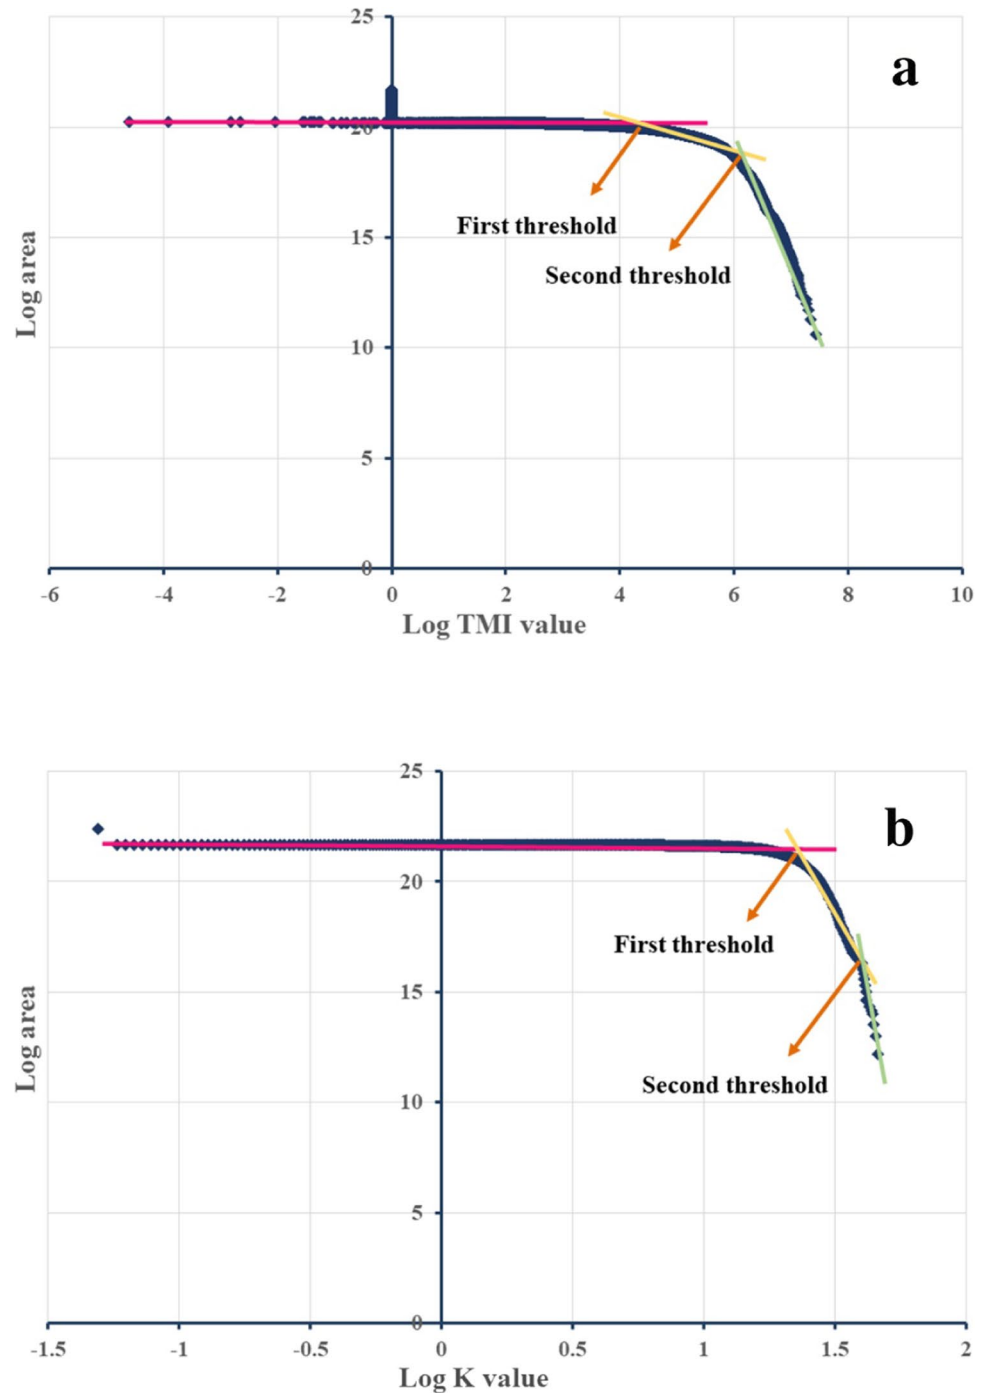 25
a
20
First threshold
15
Second threshold
Log area
10
5
0
-6 -4 -2 0 2 4 6 8 10
Log TMI value
25
b
20
First threshold
15
Log area
Second threshold
10
5
0
-1.5 -1 -0.5 0 0.5 1 1.5 2
Log K value